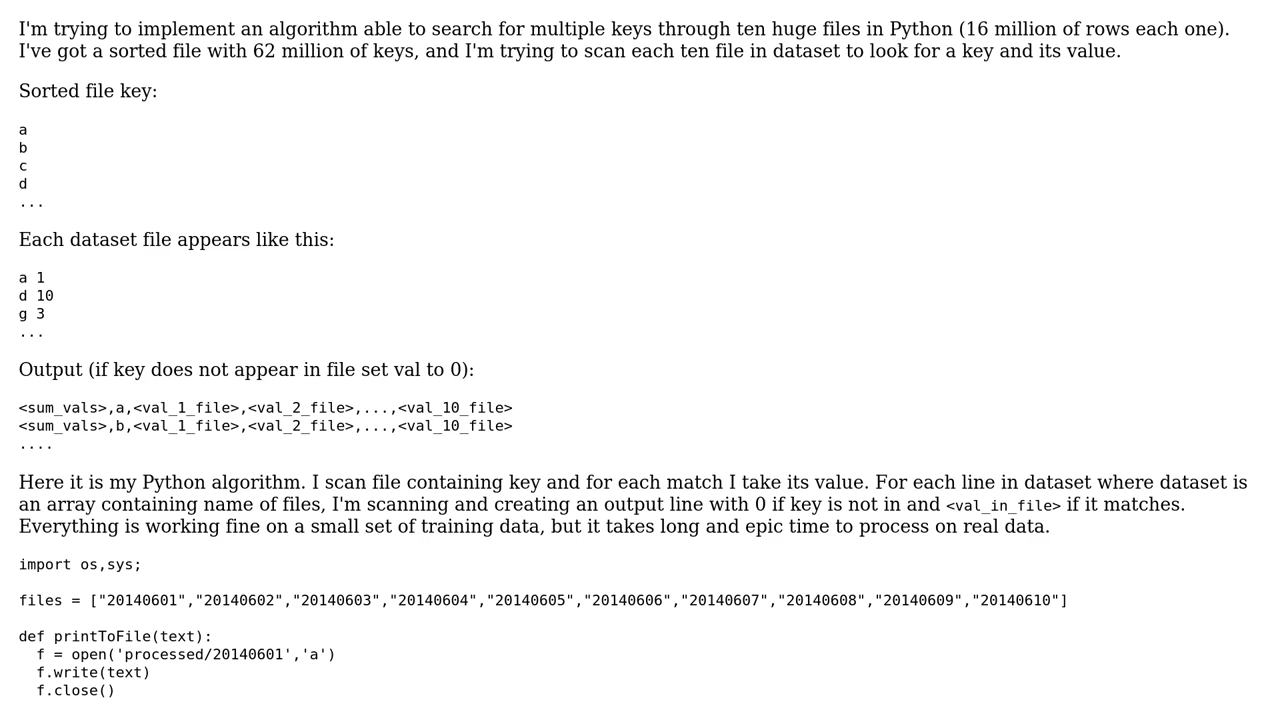 I'm trying to implement an algorithm able to search for multiple keys through ten huge files in Python (16 million of rows each one).
I've got a sorted file with 62 million of keys, and I'm trying to scan each ten file in dataset to look for a key and its value.
Sorted file key:
a
b
c
d
...
Each dataset file appears like this:
a 1
d 10
g 3
...
Output (if key does not appear in file set val to 0):
<sum_vals>,a,<val_1_file>,<val_2_file>,...,<val_10_file>
<sum_vals>,b,<val_1_file>,<val_2_file>,...,<val_10_file>
....
Here it is my Python algorithm. I scan file containing key and for each match I take its value. For each line in dataset where dataset is
an array containing name of files, I'm scanning and creating an output line with 0 if key is not in and <val_in_file> if it matches.
Everything is working fine on a small set of training data, but it takes long and epic time to process on real data.
import os,sys;
files = ["20140601","20140602","20140603","20140604","20140605","20140606","20140607","20140608","20140609","20140610"]
def printToFile(text):
  f = open('processed/20140601','a')
  f.write(text)
  f.close()